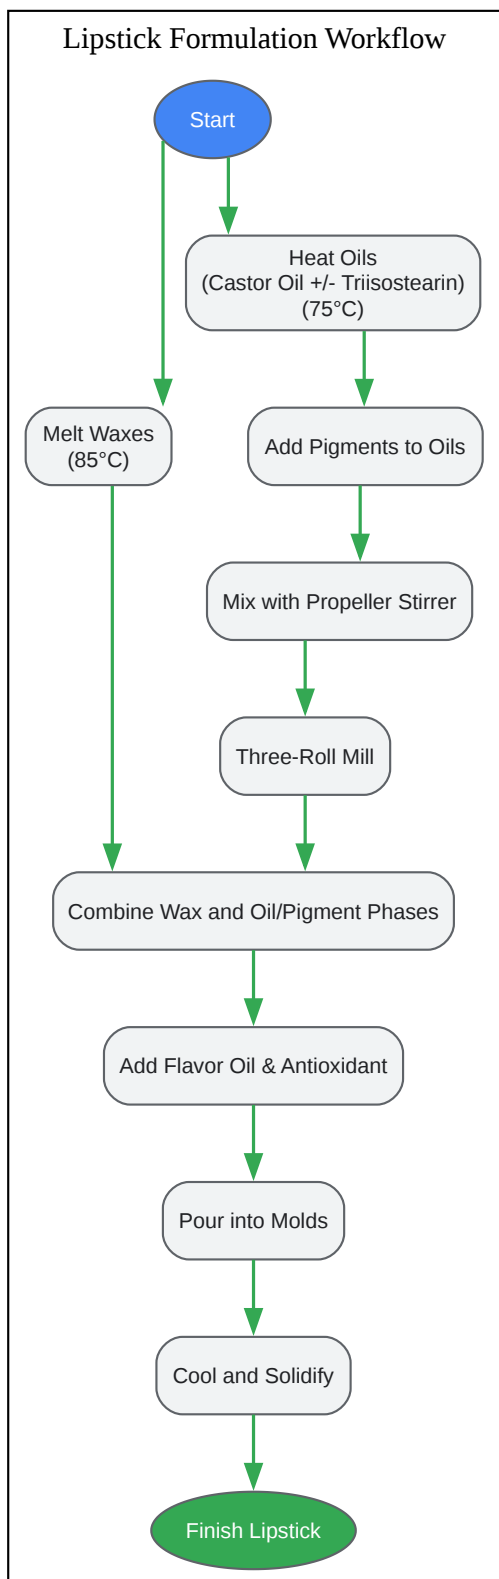 Lipstick Formulation Workflow
Start
Heat Oils
(Castor Oil +/- Triisostearin)
(75°C)
Melt Waxes
(85°C)
Add Pigments to Oils
Mix with Propeller Stirrer
Three-Roll Mill
Combine Wax and Oil/Pigment Phases
Add Flavor Oil & Antioxidant
Pour into Molds
Cool and Solidify
Finish Lipstick